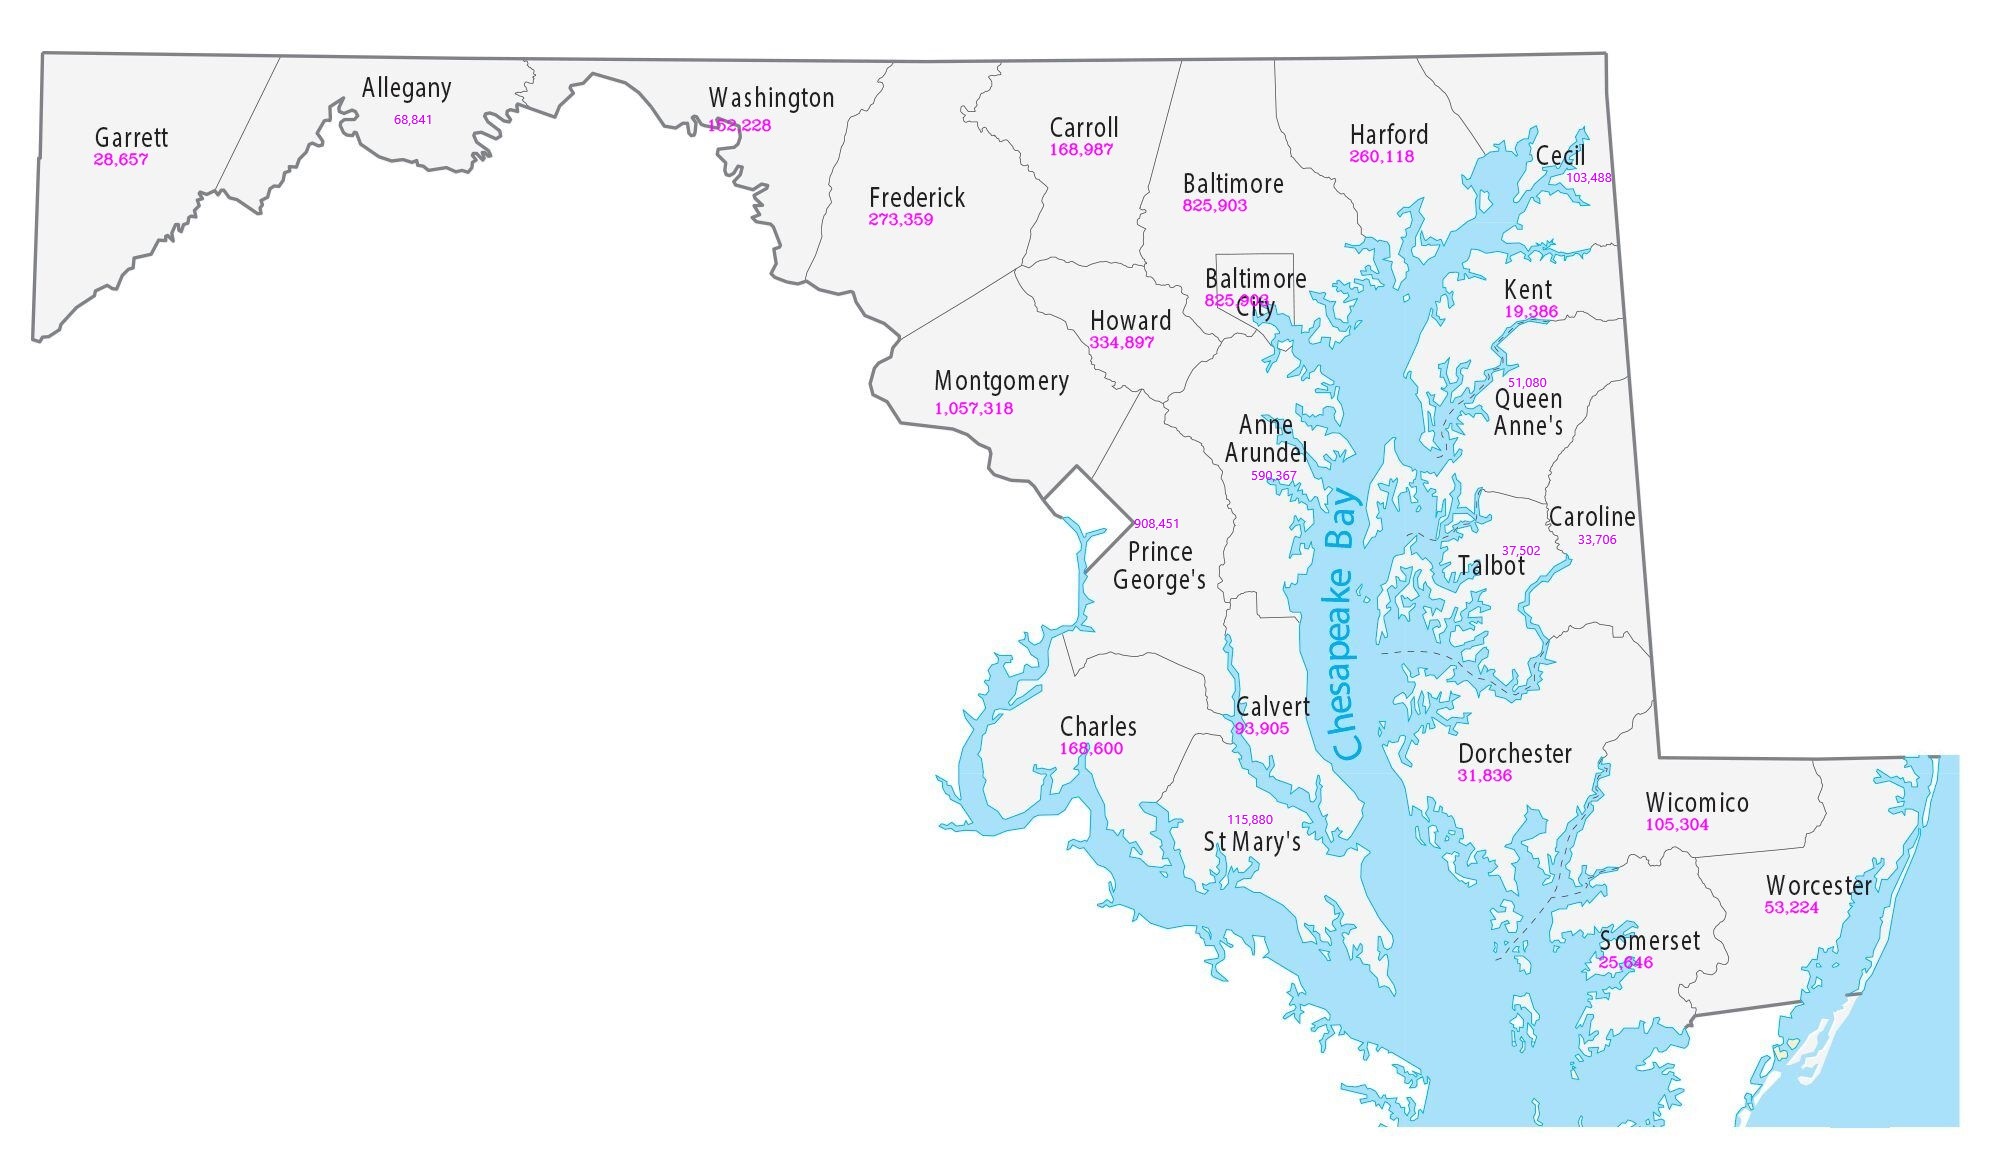 Garrett
28,657
Allegany
68,841
Washington
152,228
Frederick
273,359
Carroll
168,987
Baltimore
825,903
Harford
260,118
Cecil
103,488
Baltimore
City
825,903
Kent
19,386
Howard
334,897
Montgomery
1,057,318
51,080
Queen
Anne's
Anne
Arundel
590,367
Chesapeake Bay
Caroline
33,706
37,502
Talbot
908,451
Prince
George's
Calvert
93,905
Charles
168,600
Dorchester
31,836
115,880
St Mary's
Wicomico
105,304
Worcester
53,224
Somerset
25,646